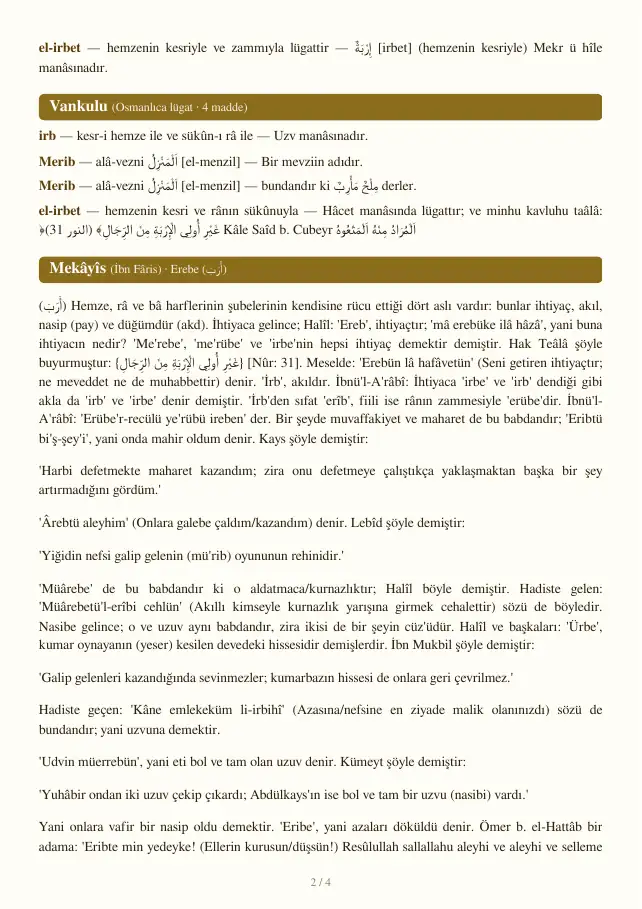 el-irbet — hemzenin kesriyle ve zammıyla lügattir — إِرْبَةٌ [irbet] (hemzenin kesriyle) Mekr ü hîle
manâsınadır.
Vankulu (Osmanlıca lügat · 4 madde)
irb — kesr-i hemze ile ve sükûn-ı râ ile — Uzv manâsınadır.
Merib — alâ-vezni اَلْمَنْزِلُ [el-menzil] — Bir mevziin adıdır.
Merib — alâ-vezni اَلْمَنْزِلُ [el-menzil] — bundandır ki مِلْحُ مَأْرِبٍ derler.
el-irbet — hemzenin kesri ve rânın sükûnuyla — Hâcet manâsında lügattır; ve minhu kavluhu taâlâ:
﴿غَيْرِ أُولِي الْإِرْبَةِ مِنَ الرِّجَالِ﴾ (النور 31) Kâle Saîd b. Cubeyr اَلْمُرَادُ مِنْهُ اَلْمَعْتُوهُ
Mekâyîs (İbn Fâris) · Erebe (أَرَبَ)
(أَرَبَ) Hemze, râ ve bâ harflerinin şubelerinin kendisine rücu ettiği dört aslı vardır: bunlar ihtiyaç, akıl,
nasip (pay) ve düğümdür (akd). İhtiyaca gelince; Halîl: 'Ereb', ihtiyaçtır; 'mâ erebüke ilâ hâzâ', yani buna
ihtiyacın nedir? 'Me'rebe', 'me'rübe' ve 'irbe'nin hepsi ihtiyaç demektir demiştir. Hak Teâlâ şöyle
buyurmuştur: {غَيْرِ أُولِي الْإِرْبَةِ مِنَ الرِّجَالِ} [Nûr: 31]. Meselde: 'Erebün lâ hafâvetün' (Seni getiren ihtiyaçtır;
ne meveddet ne de muhabbettir) denir. 'İrb', akıldır. İbnü'l-A'râbî: İhtiyaca 'irbe' ve 'irb' dendiği gibi
akla da 'irb' ve 'irbe' denir demiştir. 'İrb'den sıfat 'erîb', fiili ise rânın zammesiyle 'erübe'dir. İbnü'l-
A'râbî: 'Erübe'r-recülü ye'rübü ireben' der. Bir şeyde muvaffakiyet ve maharet de bu babdandır; 'Eribtü
bi'ş-şey'i', yani onda mahir oldum denir. Kays şöyle demiştir:
'Harbi defetmekte maharet kazandım; zira onu defetmeye çalıştıkça yaklaşmaktan başka bir şey
artırmadığını gördüm.'
'Ârebtü aleyhim' (Onlara galebe çaldım/kazandım) denir. Lebîd şöyle demiştir:
'Yiğidin nefsi galip gelenin (mü'rib) oyununun rehinidir.'
'Müârebe' de bu babdandır ki o aldatmaca/kurnazlıktır; Halîl böyle demiştir. Hadiste gelen:
'Müârebetü'l-erîbi cehlün' (Akıllı kimseyle kurnazlık yarışına girmek cehalettir) sözü de böyledir.
Nasibe gelince; o ve uzuv aynı babdandır, zira ikisi de bir şeyin cüz'üdür. Halîl ve başkaları: 'Ürbe',
kumar oynayanın (yeser) kesilen devedeki hissesidir demişlerdir. İbn Mukbil şöyle demiştir:
'Galip gelenleri kazandığında sevinmezler; kumarbazın hissesi de onlara geri çevrilmez.'
Hadiste geçen: 'Kâne emlekeküm li-irbihî' (Azasına/nefsine en ziyade malik olanınızdı) sözü de
bundandır; yani uzvuna demektir.
'Udvin müerrebün', yani eti bol ve tam olan uzuv denir. Kümeyt şöyle demiştir:
'Yuhâbir ondan iki uzuv çekip çıkardı; Abdülkays'ın ise bol ve tam bir uzvu (nasibi) vardı.'
Yani onlara vafir bir nasip oldu demektir. 'Eribe', yani azaları döküldü denir. Ömer b. el-Hattâb bir
adama: 'Eribte min yedeyke! (Ellerin kurusun/düşsün!) Resûlullah sallallahu aleyhi ve aleyhi ve selleme
2 / 4